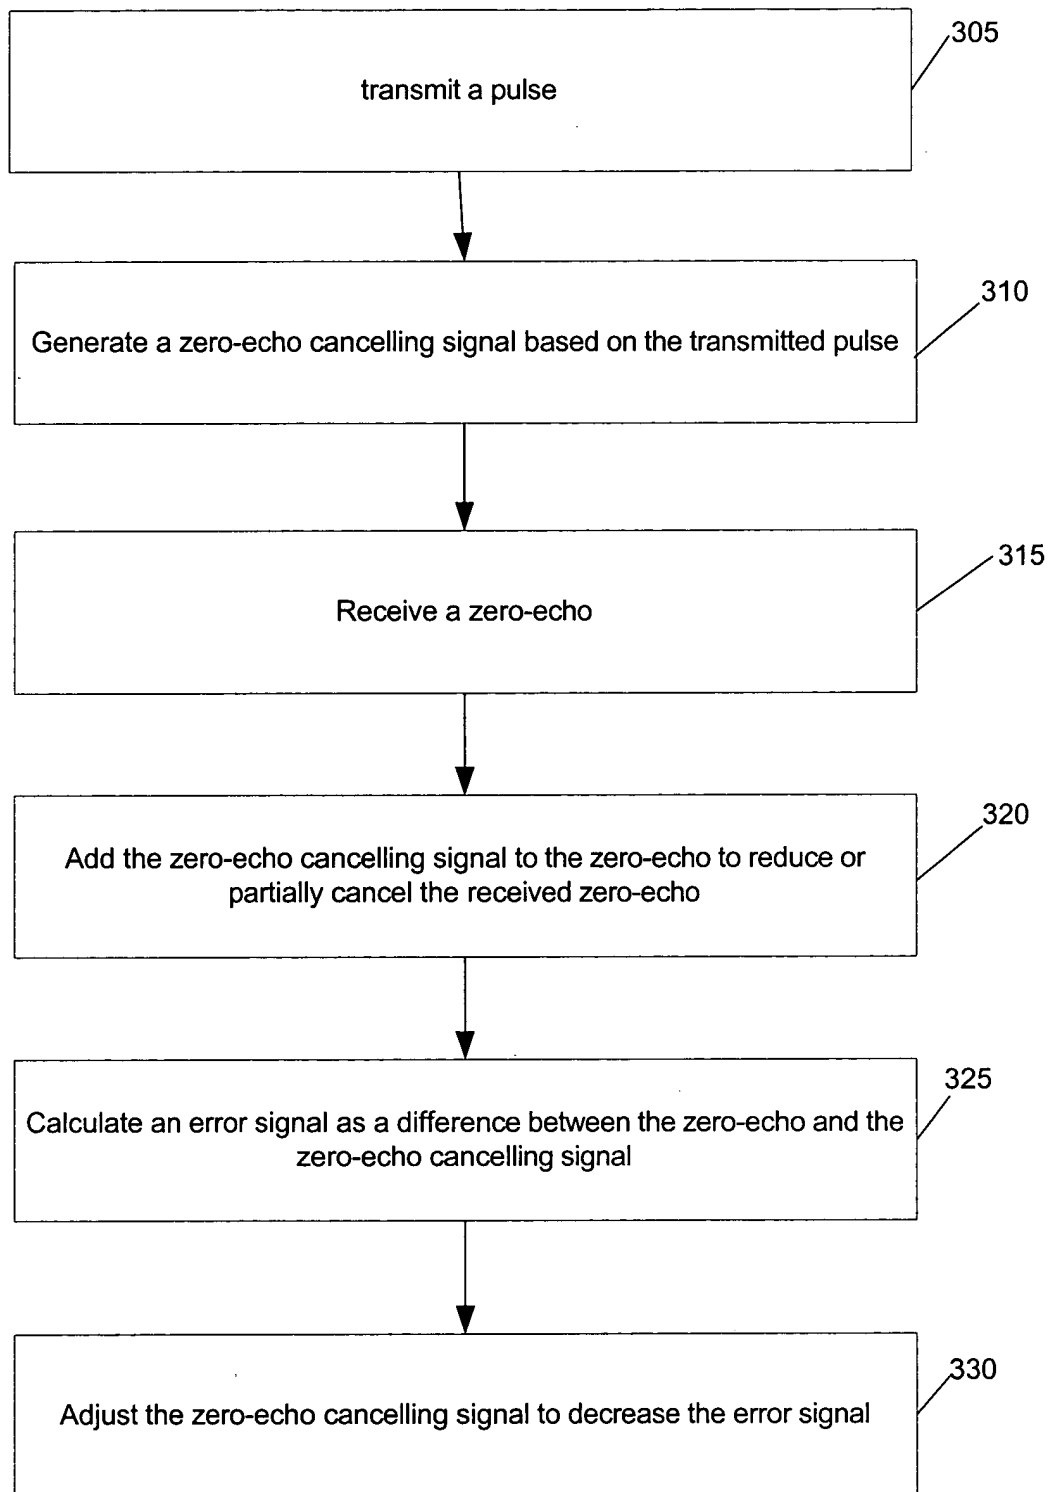 305
transmit a pulse
310
Generate a zero-echo cancelling signal based on the transmitted pulse
315
Receive a zero-echo
320
Add the zero-echo cancelling signal to the zero-echo to reduce or
partially cancel the received zero-echo
325
Calculate an error signal as a difference between the zero-echo and the
zero-echo cancelling signal
330
Adjust the zero-echo cancelling signal to decrease the error signal